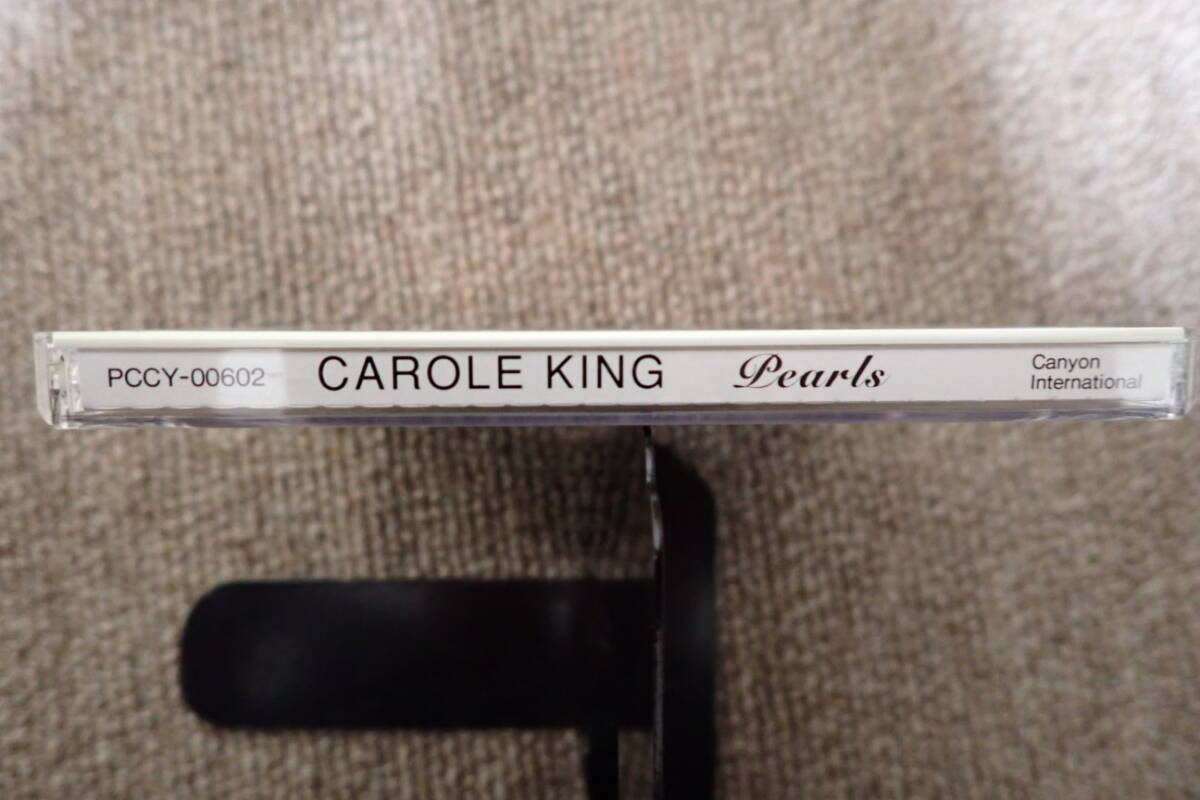 PCCY-00602 CAROLE KING Pearls
Canyon
International